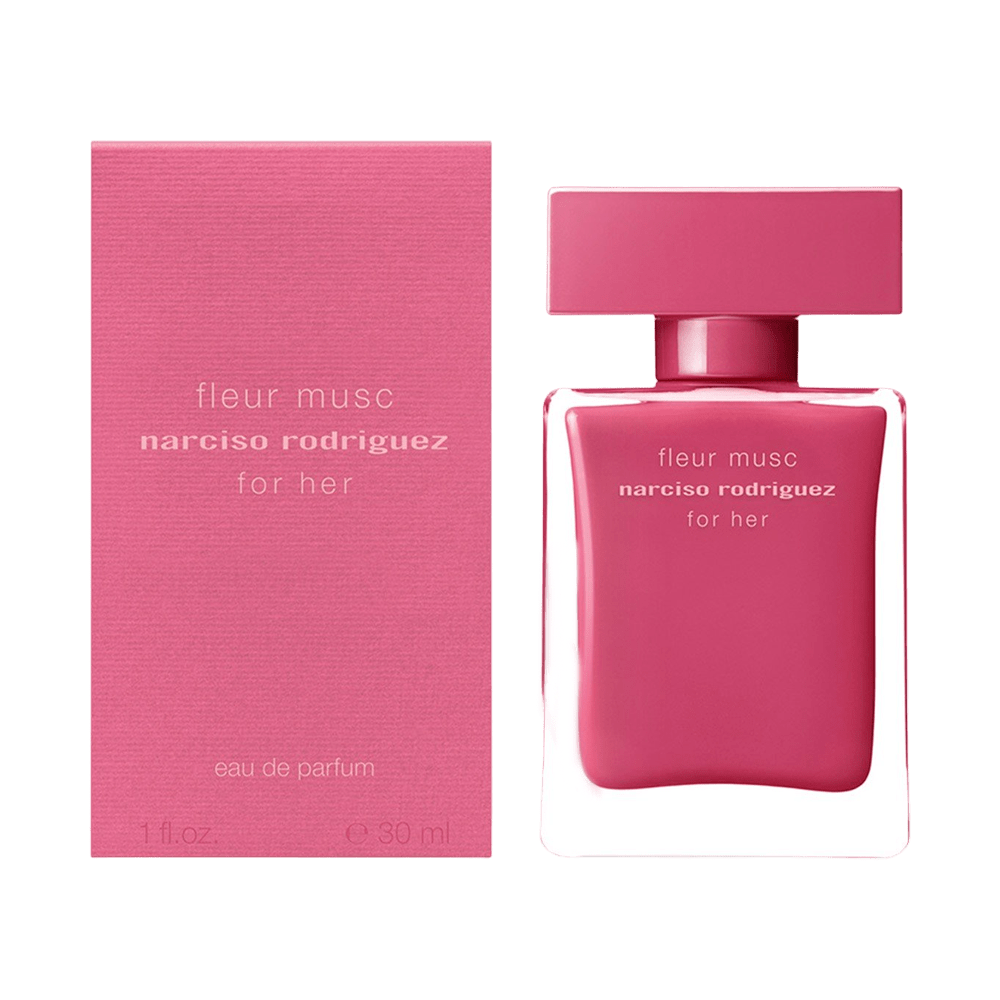 fleur musc
narciso rodriguez
for her
eau de parfum
1 fl.oz. ℮ 30 ml
fleur musc
narciso rodriguez
for her